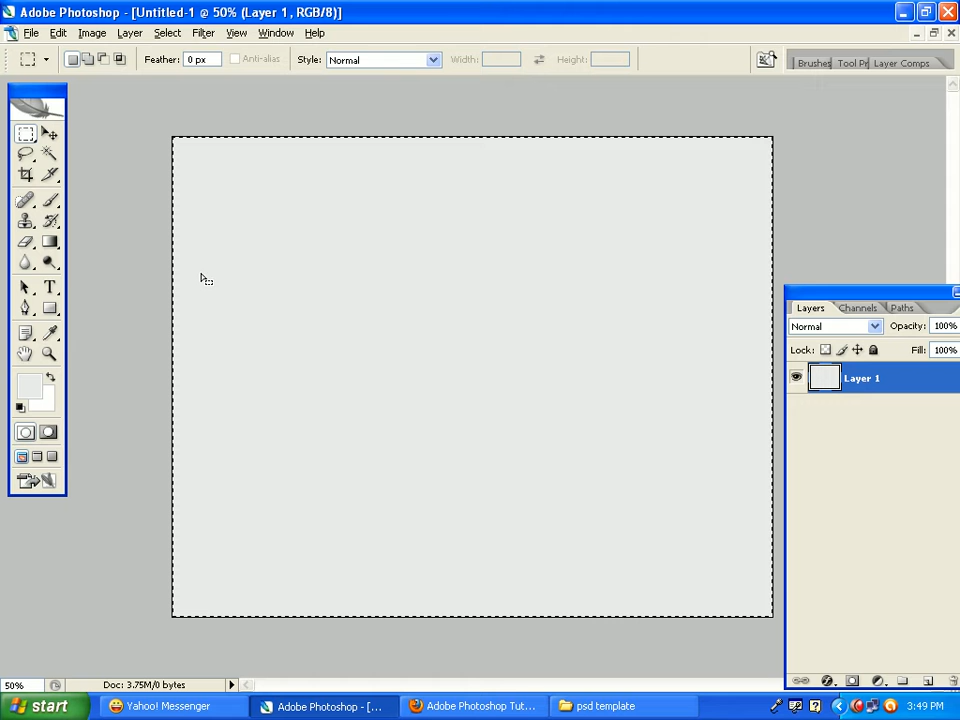 Adobe Photoshop - [Untitled-1 @ 50% (Layer 1, RGB/8)]
File Edit Image Layer Select Filter View Window Help
Feather: 0 px Anti-alias Style: Normal Width: Height: Brushes Tool Pr Layer Comps
Layers Channels Paths
Normal Opacity: 100%
Lock: Fill: 100%
Layer 1
50% Doc: 3.75M/0 bytes
start Yahoo! Messenger Adobe Photoshop - [... Adobe Photoshop Tut... psd template 3:49 PM